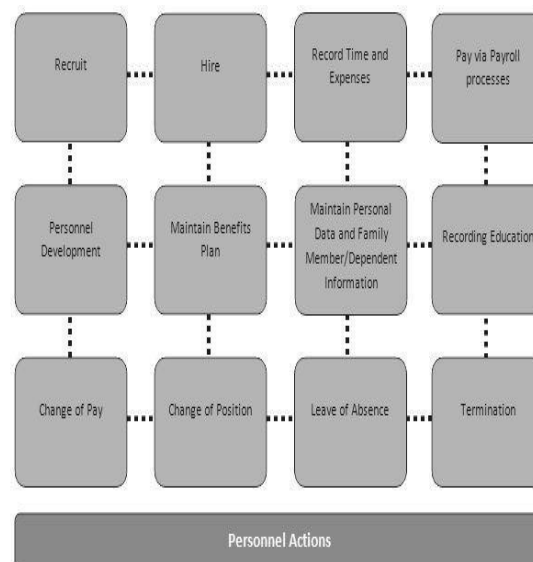 Recruit
Hire
Record Time and
Expenses
Pay via Payroll
processes
Personnel
Development
Maintain Benefits
Plan
Maintain Personal
Data and Family
Member/Dependent
Information
Recording Education
Change of Pay
Change of Position
Leave of Absence
Termination
Personnel Actions